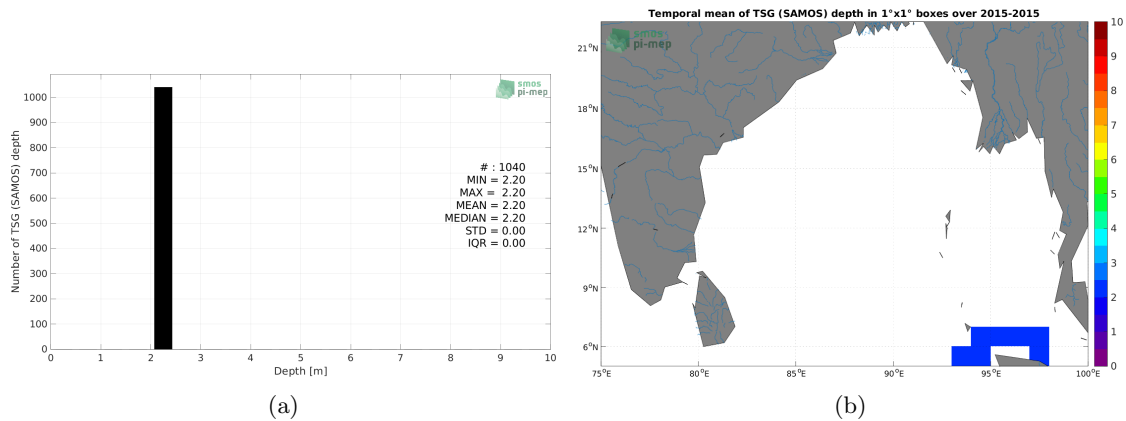 smos
pi-mep
1000
900
800
700
600
500
400
300
200
100
0
Number of TSG (SAMOS) depth
# : 1040
MIN = 2.20
MAX = 2.20
MEAN = 2.20
MEDIAN = 2.20
STD = 0.00
IQR = 0.00
0 1 2 3 4 5 6 7 8 9 10
Depth [m]
(a)
Temporal mean of TSG (SAMOS) depth in 1°x1° boxes over 2015-2015
smos
pi-mep
21°N
18°N
15°N
12°N
9°N
6°N
75°E 80°E 85°E 90°E 95°E 100°E
10
9
8
7
6
5
4
3
2
1
0
(b)